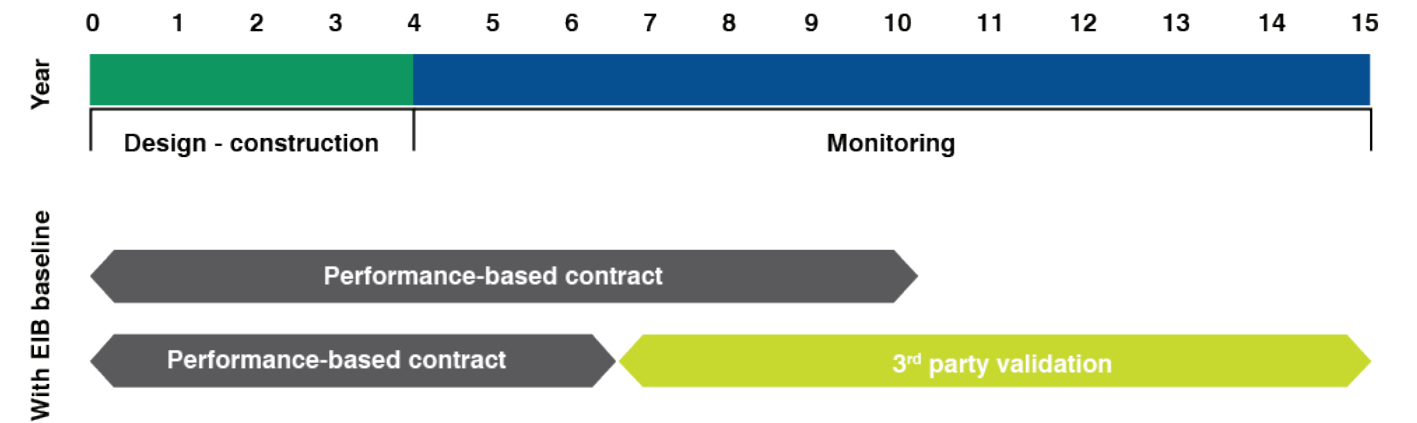 0 1 2 3 4 5 6 7 8 9 10 11 12 13 14 15
Year
Design - construction
Monitoring
With EIB baseline
Performance-based contract
Performance-based contract
3rd party validation